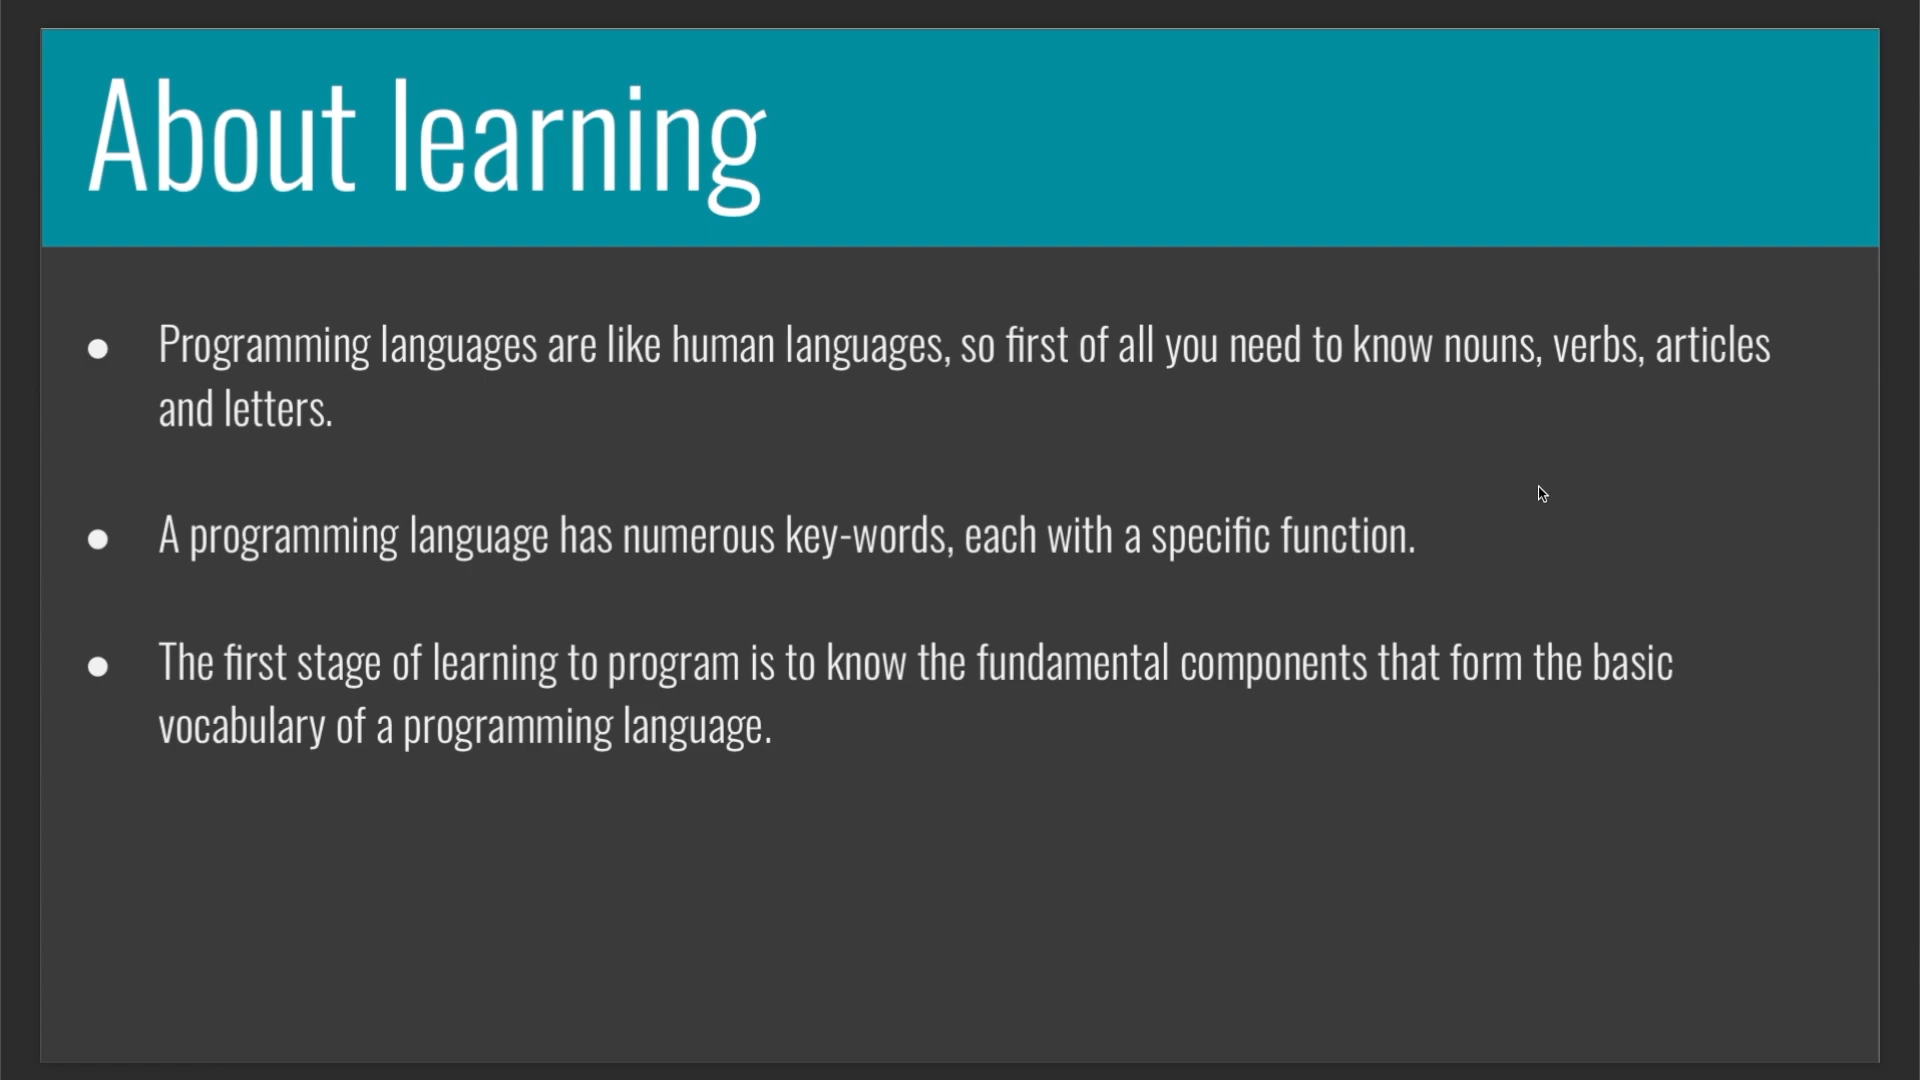 About learning
● Programming languages are like human languages, so first of all you need to know nouns, verbs, articles
and letters.
● A programming language has numerous key-words, each with a specific function.
● The first stage of learning to program is to know the fundamental components that form the basic
vocabulary of a programming language.